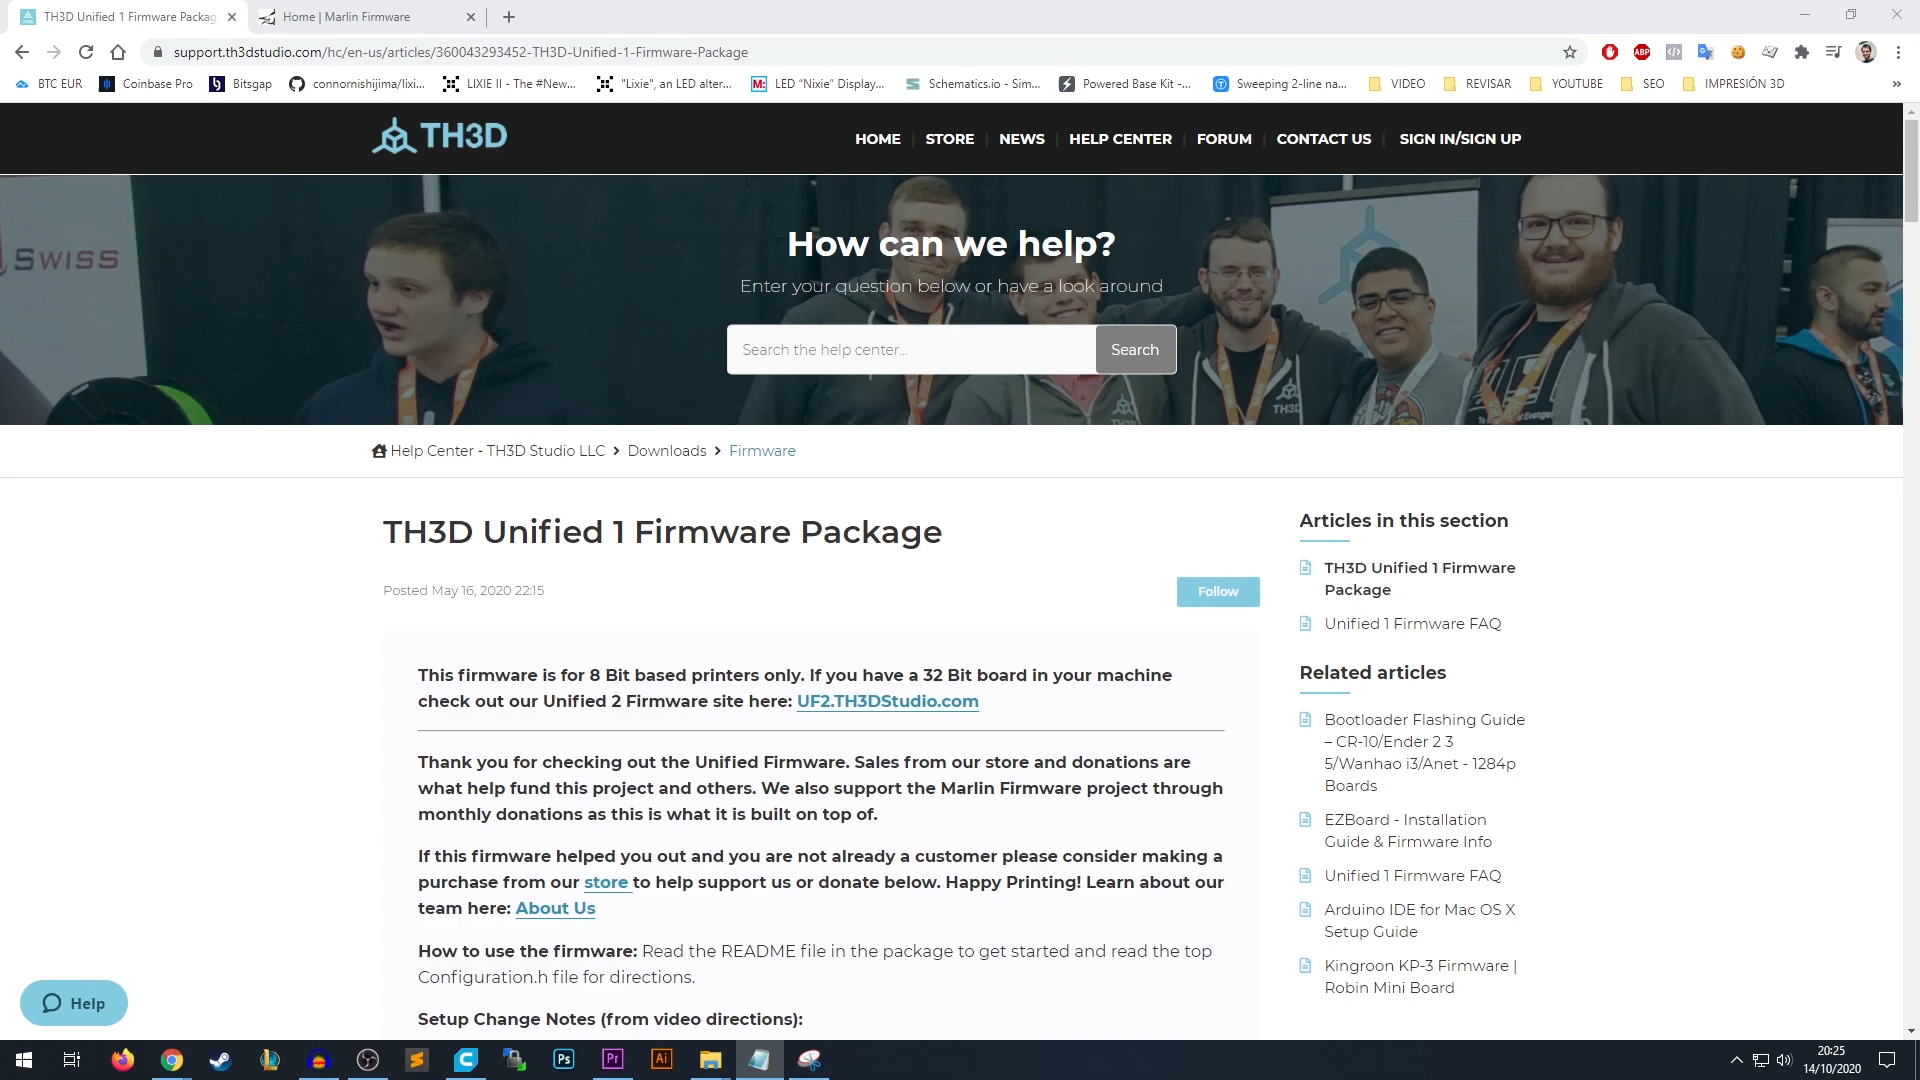 TH3D Unified 1 Firmware Packag
Home | Marlin Firmware
support.th3dstudio.com/hc/en-us/articles/360043293452-TH3D-Unified-1-Firmware-Package
BTC EUR
Coinbase Pro
Bitsgap
connornishijima/lixi...
LIXIE II - The #New...
"Lixie", an LED alter...
LED "Nixie" Display...
Schematics.io - Sim...
Powered Base Kit -...
Sweeping 2-line na...
VIDEO
REVISAR
YOUTUBE
SEO
IMPRESIÓN 3D
TH3D
HOME
STORE
NEWS
HELP CENTER
FORUM
CONTACT US
SIGN IN/SIGN UP
SWISS
How can we help?
Enter your question below or have a look around
Search the help center...
Search
Help Center - TH3D Studio LLC > Downloads > Firmware
TH3D Unified 1 Firmware Package
Posted May 16, 2020 22:15
Follow
This firmware is for 8 Bit based printers only. If you have a 32 Bit board in your machine
check out our Unified 2 Firmware site here: UF2.TH3DStudio.com
Thank you for checking out the Unified Firmware. Sales from our store and donations are
what help fund this project and others. We also support the Marlin Firmware project through
monthly donations as this is what it is built on top of.
If this firmware helped you out and you are not already a customer please consider making a
purchase from our store to help support us or donate below. Happy Printing! Learn about our
team here: About Us
How to use the firmware: Read the README file in the package to get started and read the top
Configuration.h file for directions.
Setup Change Notes (from video directions):
Articles in this section
TH3D Unified 1 Firmware
Package
Unified 1 Firmware FAQ
Related articles
Bootloader Flashing Guide
– CR-10/Ender 2 3
5/Wanhao i3/Anet - 1284p
Boards
EZBoard - Installation
Guide & Firmware Info
Unified 1 Firmware FAQ
Arduino IDE for Mac OS X
Setup Guide
Kingroon KP-3 Firmware |
Robin Mini Board
Help
Ps
Pr
Ai
20:25
14/10/2020